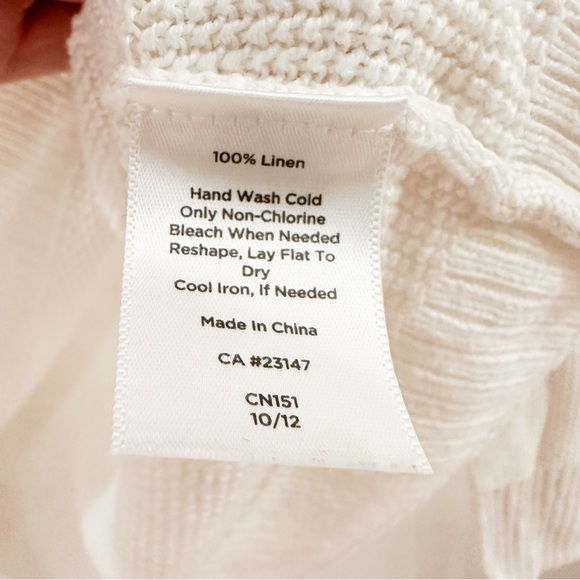 100% Linen
Hand Wash Cold
Only Non-Chlorine
Bleach When Needed
Reshape, Lay Flat To
Dry
Cool Iron, If Needed
Made In China
CA #23147
CN151
10/12